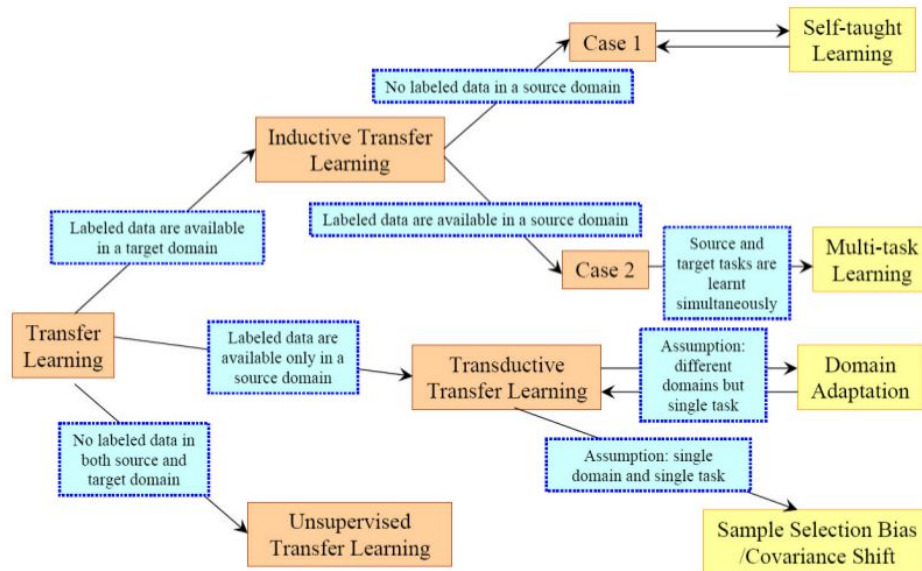 Self-taught
Learning
Case 1
No labeled data in a source domain
Inductive Transfer
Learning
Labeled data are available in a source domain
Labeled data are available
in a target domain
Case 2
Source and
target tasks are
learnt
simultaneously
Multi-task
Learning
Transfer
Learning
Labeled data are
available only in a
source domain
Transductive
Transfer Learning
Assumption:
different
domains but
single task
Domain
Adaptation
No labeled data in
both source and
target domain
Assumption: single
domain and single task
Unsupervised
Transfer Learning
Sample Selection Bias
/Covariance Shift